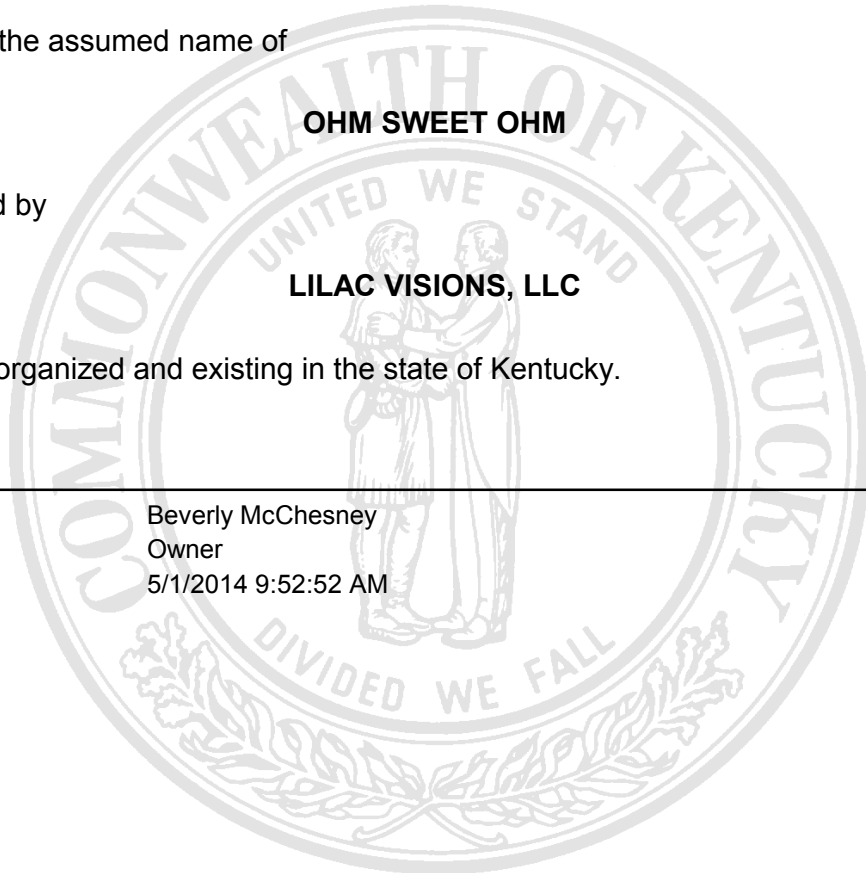 the assumed name of
OHM SWEET OHM
d by
LILAC VISIONS, LLC
organized and existing in the state of Kentucky.
Beverly McChesney
Owner
5/1/2014 9:52:52 AM
COMMONWEALTH OF KENTUCKY
UNITED WE STAND
DIVIDED WE FALL